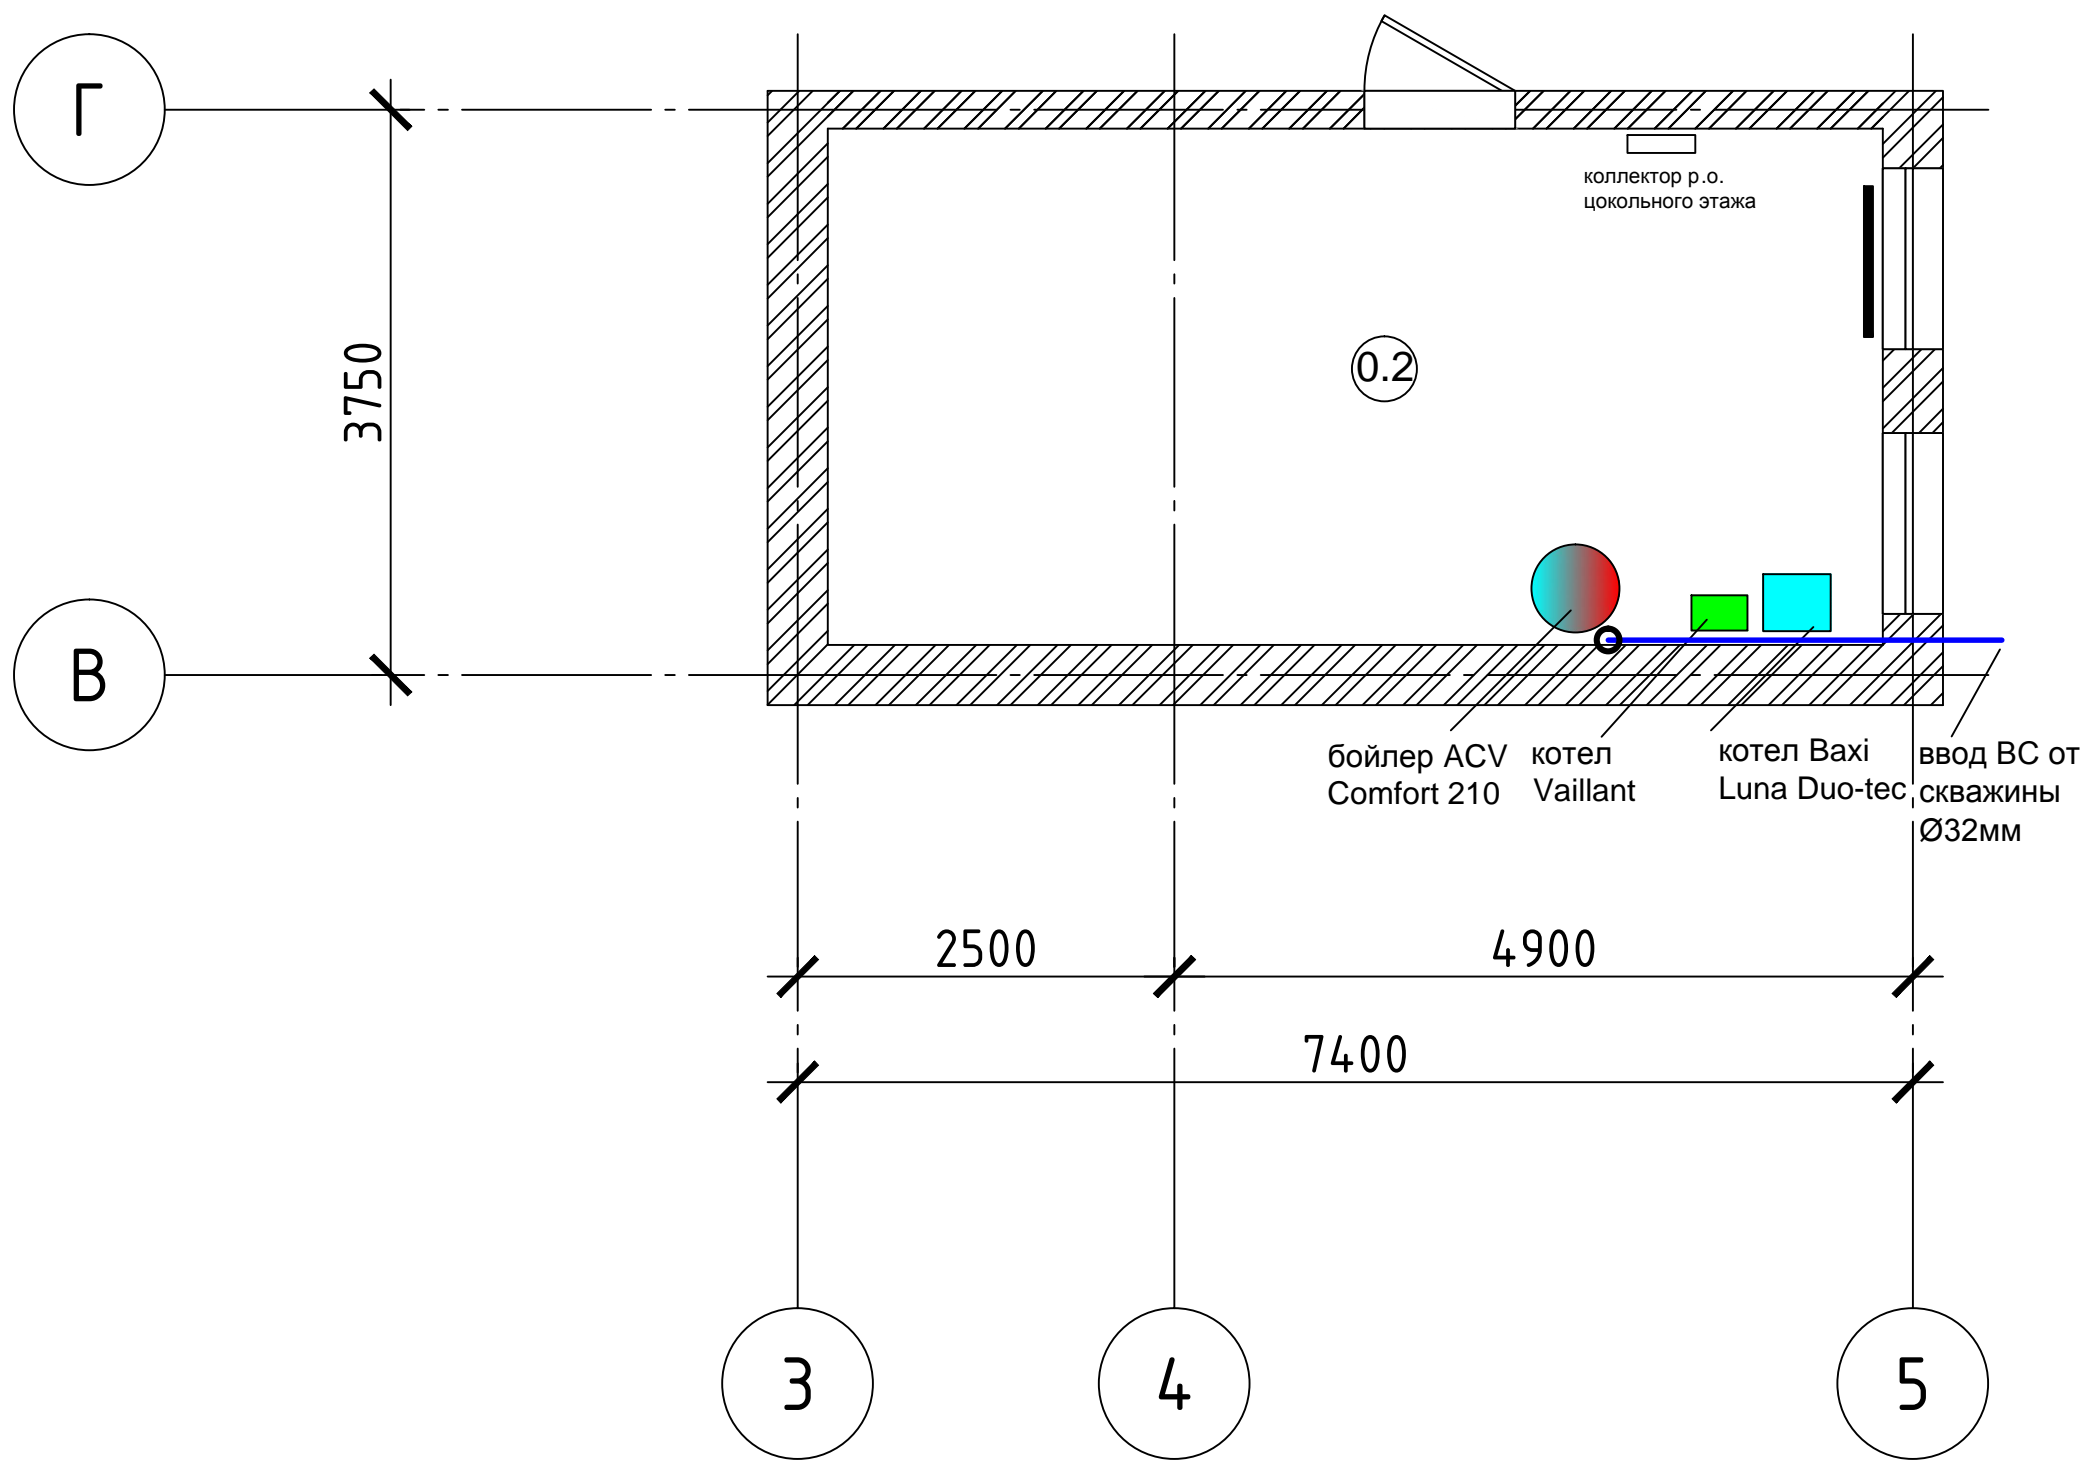 Г
коллектор р.о.
цокольного этажа
3750
0.2
В
бойлер ACV
Comfort 210
котел
Vaillant
котел Baxi
Luna Duo-tec
ввод ВС от
скважины
Ø32мм
2500
4900
7400
3
4
5